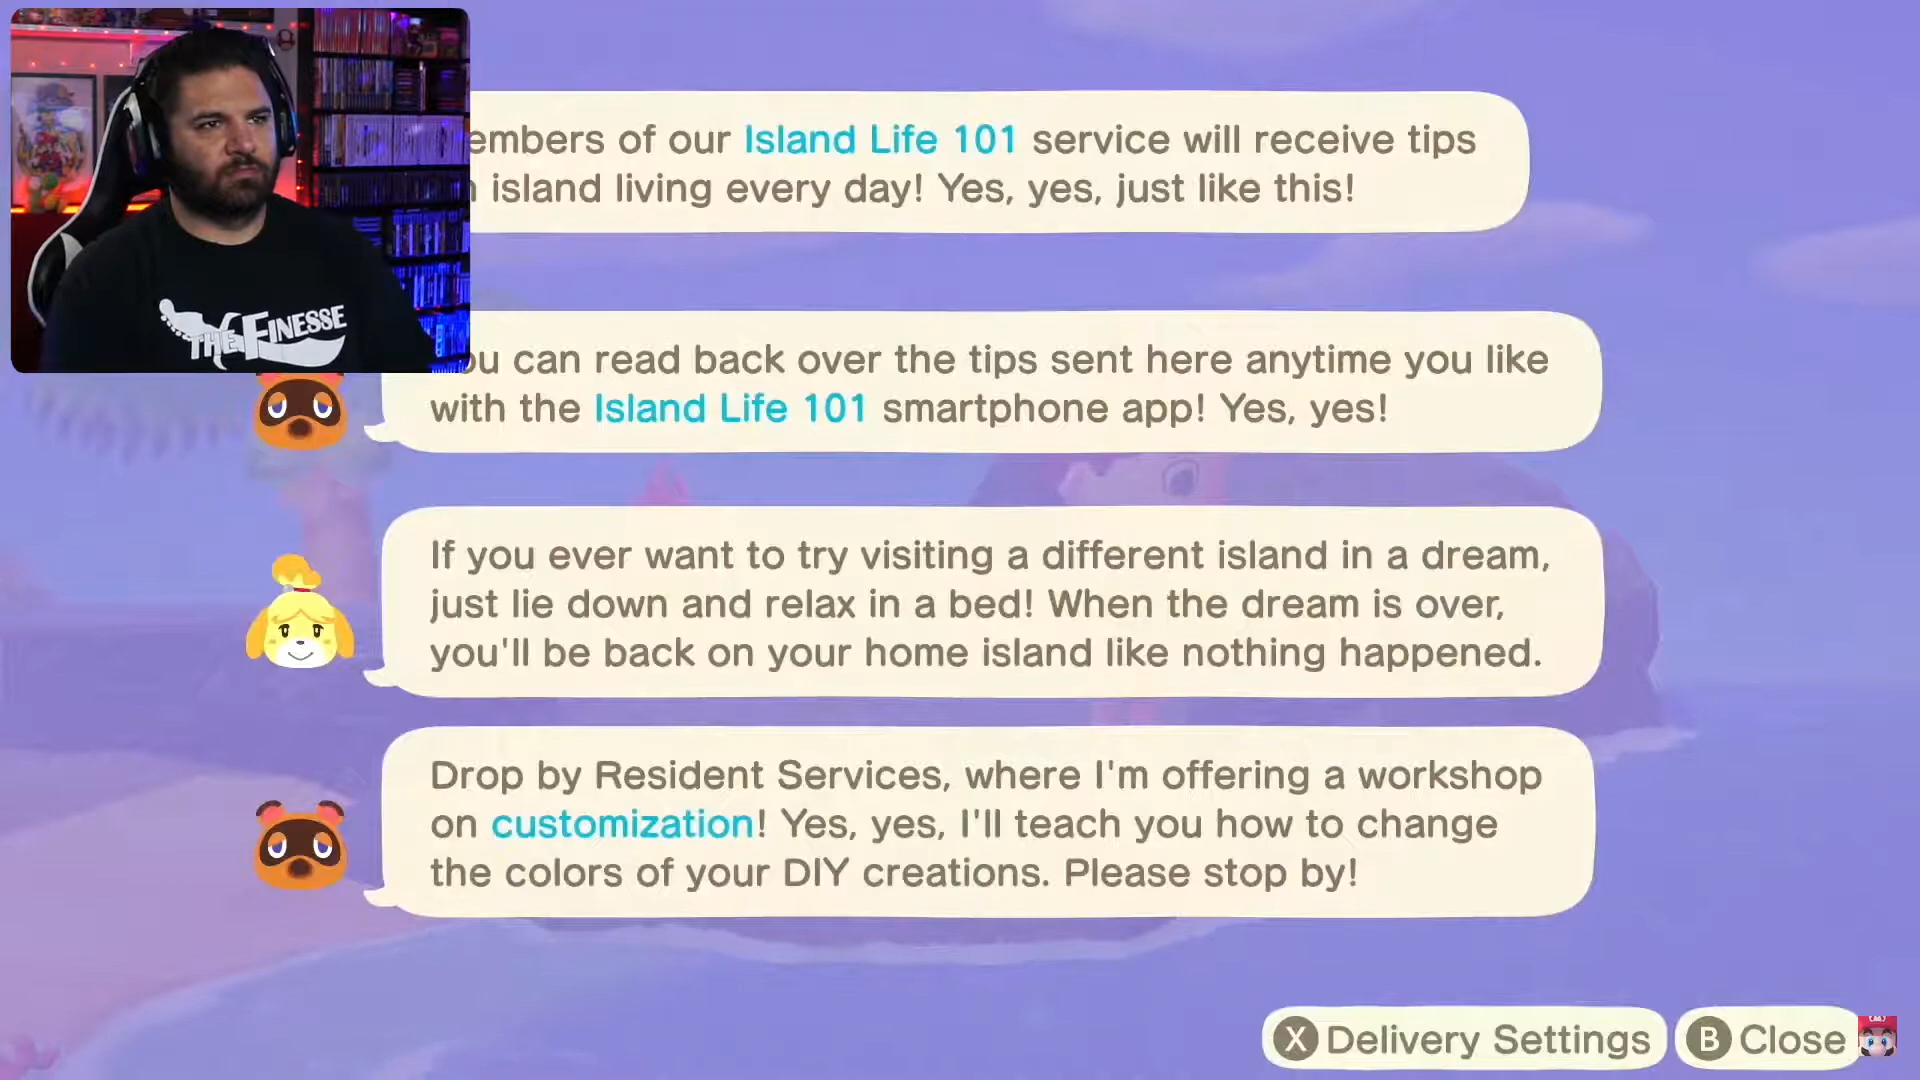 embers of our Island Life 101 service will receive tips
island living every day! Yes, yes, just like this!
THE FINESSE
ou can read back over the tips sent here anytime you like
with the Island Life 101 smartphone app! Yes, yes!
If you ever want to try visiting a different island in a dream,
just lie down and relax in a bed! When the dream is over,
you'll be back on your home island like nothing happened.
Drop by Resident Services, where I'm offering a workshop
on customization! Yes, yes, I'll teach you how to change
the colors of your DIY creations. Please stop by!
X Delivery Settings B Close